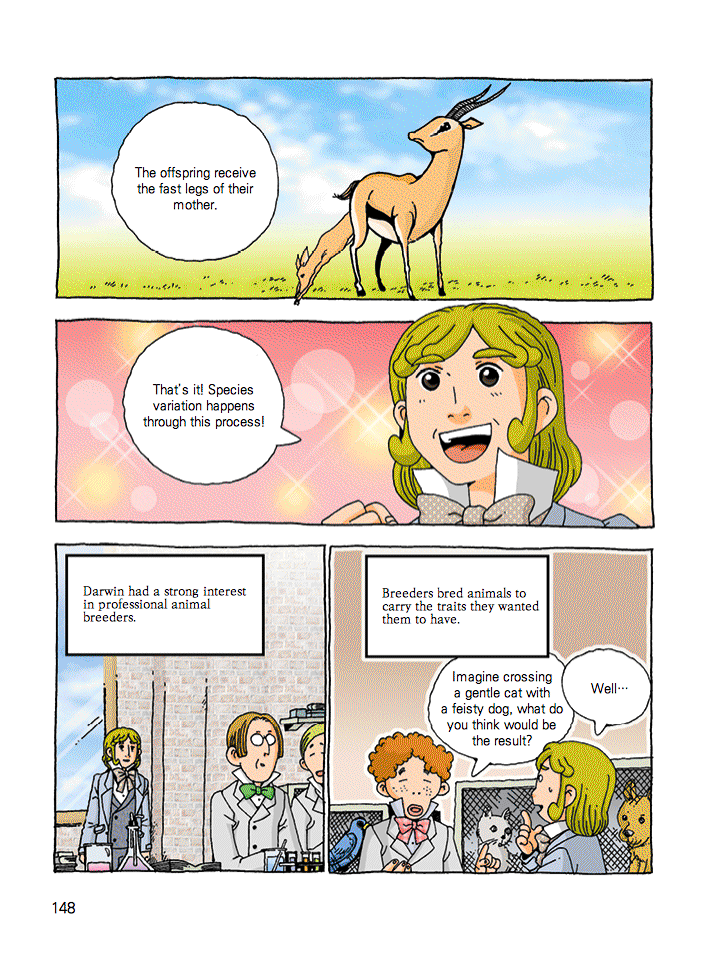 The offspring receive
the fast legs of their
mother.
That's it! Species
variation happens
through this process!
Darwin had a strong interest
in professional animal
breeders.
Breeders bred animals to
carry the traits they wanted
them to have.
Imagine crossing
a gentle cat with
a feisty dog, what do
you think would be
the result?
Well···
148